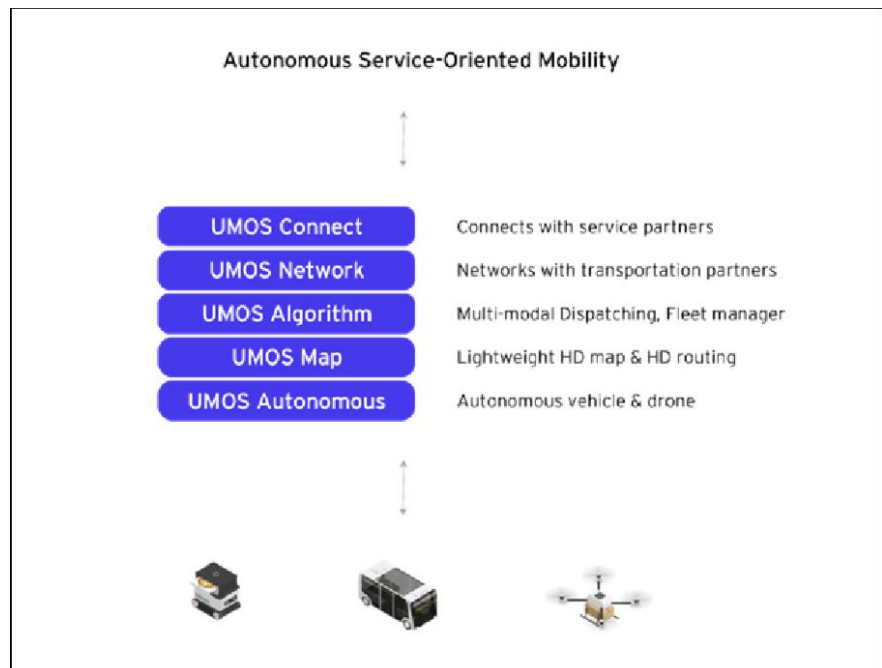 Autonomous Service-Oriented Mobility
UMOS Connect Connects with service partners
UMOS Network Networks with transportation partners
UMOS Algorithm Multi-modal Dispatching, Fleet manager
UMOS Map Lightweight HD map & HD routing
UMOS Autonomous Autonomous vehicle & drone